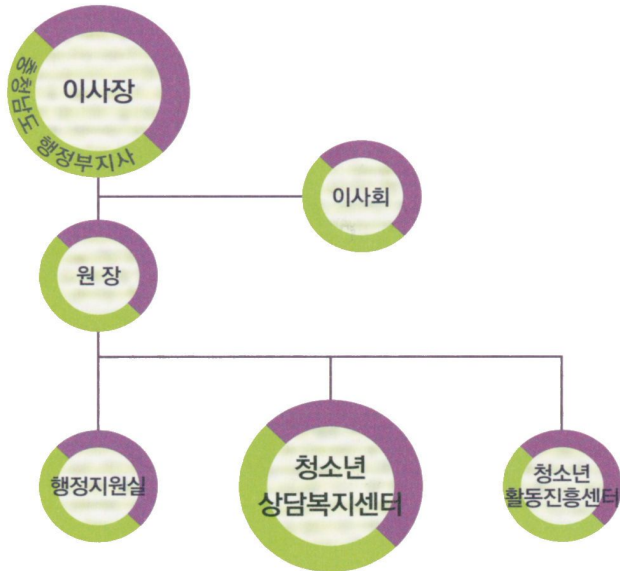 이사장
충청남도 행정부지사
이사회
원 장
행정지원실
청소년
상담복지센터
청소년
활동진흥센터